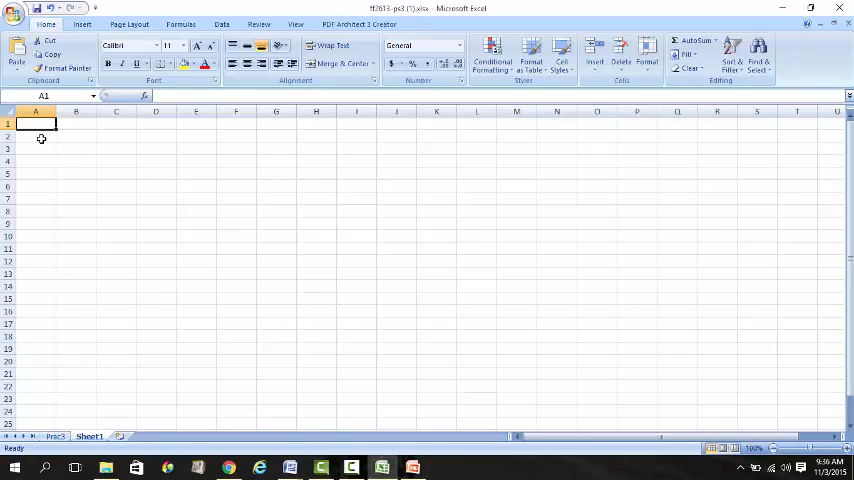 ff2613-ps3 (1).xlsx - Microsoft Excel
Home Insert Page Layout Formulas Data Review View PDF Architect 3 Creator
Paste
Cut
Copy
Format Painter
Clipboard
Calibri 11
B I U
Font
Wrap Text
Merge & Center
Alignment
General
$ % ,
Number
Conditional Formatting
Format as Table
Cell Styles
Styles
Insert Delete Format
Cells
Σ AutoSum
Fill
Clear
Sort & Filter
Find & Select
Editing
A1 fx
A B C D E F G H I J K L M N O P Q R S T U
1
2
3
4
5
6
7
8
9
10
11
12
13
14
15
16
17
18
19
20
21
22
23
24
25
Prac3 Sheet1
Ready 100%
9:36 AM
11/3/2015